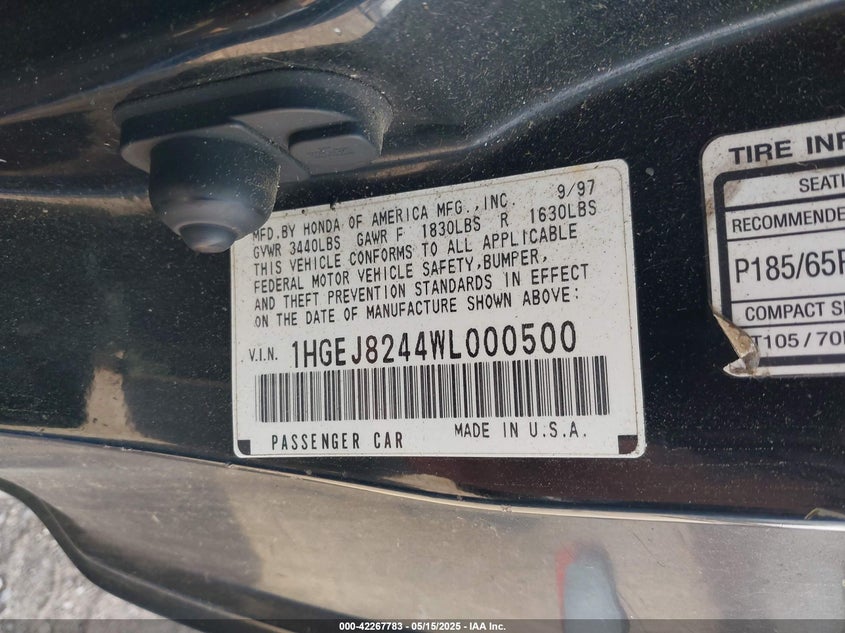 MFD.BY HONDA OF AMERICA MFG.,INC. 9/97
GVWR 3440LBS GAWR F 1830LBS R 1630LBS
THIS VEHICLE CONFORMS TO ALL APPLICABLE
FEDERAL MOTOR VEHICLE SAFETY,BUMPER,
AND THEFT PREVENTION STANDARDS IN EFFECT
ON THE DATE OF MANUFACTURE SHOWN ABOVE:
V.I.N. 1HGEJ8244WL000500
PASSENGER CAR MADE IN U.S.A.
TIRE INF
SEATI
RECOMMENDE
P185/65R
COMPACT S
T105/70
000-42267783 - 05/15/2025 - IAA Inc.